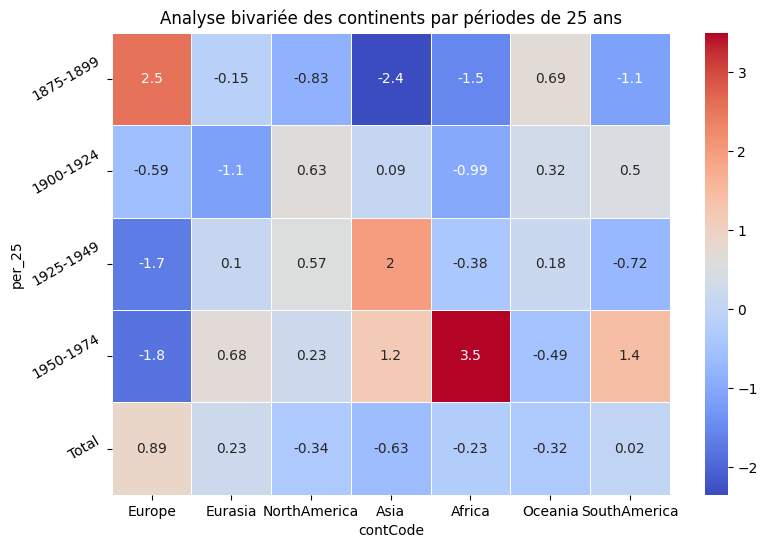 Analyse bivariée des continents par périodes de 25 ans
per_25
1875-1899 2.5 -0.15 -0.83 -2.4 -1.5 0.69 -1.1
1900-1924 -0.59 -1.1 0.63 0.09 -0.99 0.32 0.5
1925-1949 -1.7 0.1 0.57 2 -0.38 0.18 -0.72
1950-1974 -1.8 0.68 0.23 1.2 3.5 -0.49 1.4
Total 0.89 0.23 -0.34 -0.63 -0.23 -0.32 0.02
Europe Eurasia NorthAmerica Asia Africa Oceania SouthAmerica
contCode
3
2
1
0
−1
−2